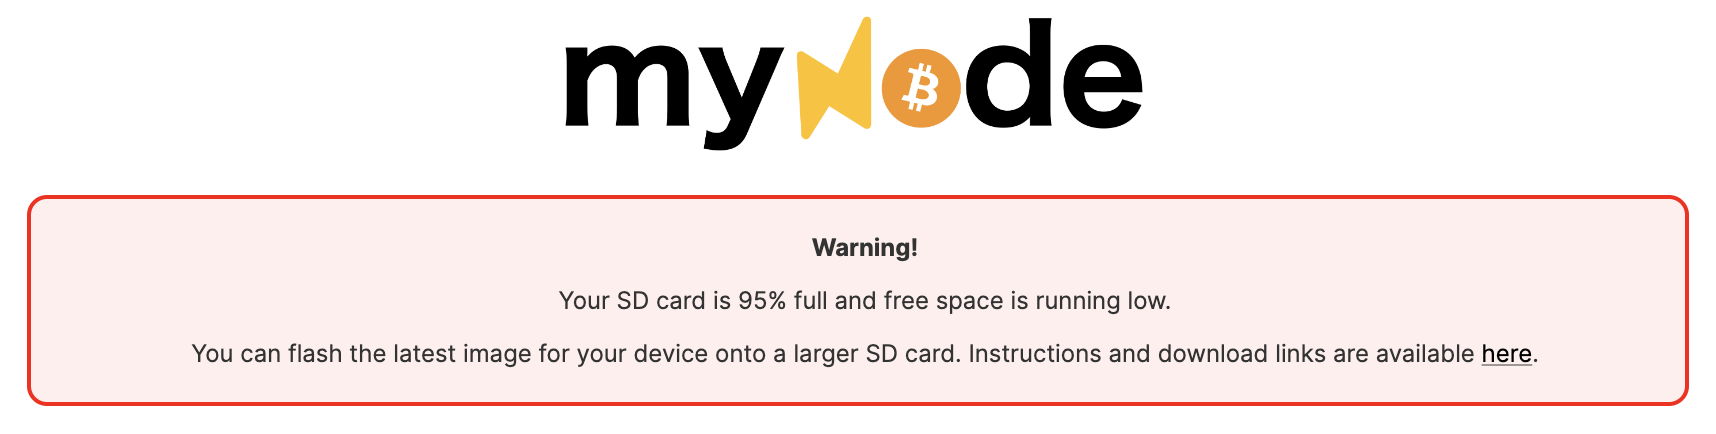 myNode
Warning!
Your SD card is 95% full and free space is running low.
You can flash the latest image for your device onto a larger SD card. Instructions and download links are available here.